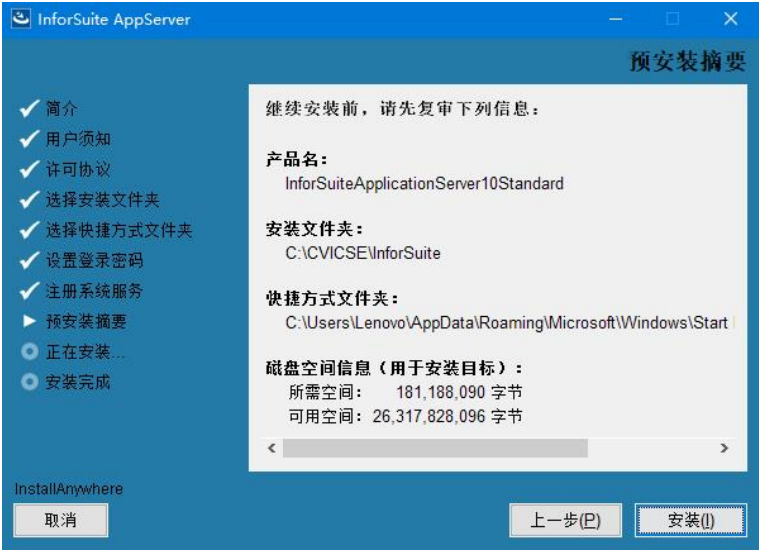 InforSuite AppServer
预安装摘要
简介
用户须知
许可协议
选择安装文件夹
选择快捷方式文件夹
设置登录密码
注册系统服务
预安装摘要
正在安装...
安装完成
继续安装前，请先复审下列信息：
产品名：
InforSuiteApplicationServer10Standard
安装文件夹：
C:\CVICSE\InforSuite
快捷方式文件夹：
C:\Users\Lenovo\AppData\Roaming\Microsoft\Windows\Start
磁盘空间信息（用于安装目标）：
所需空间： 181,188,090 字节
可用空间：26,317,828,096 字节
InstallAnywhere
取消
上一步(P)
安装(I)